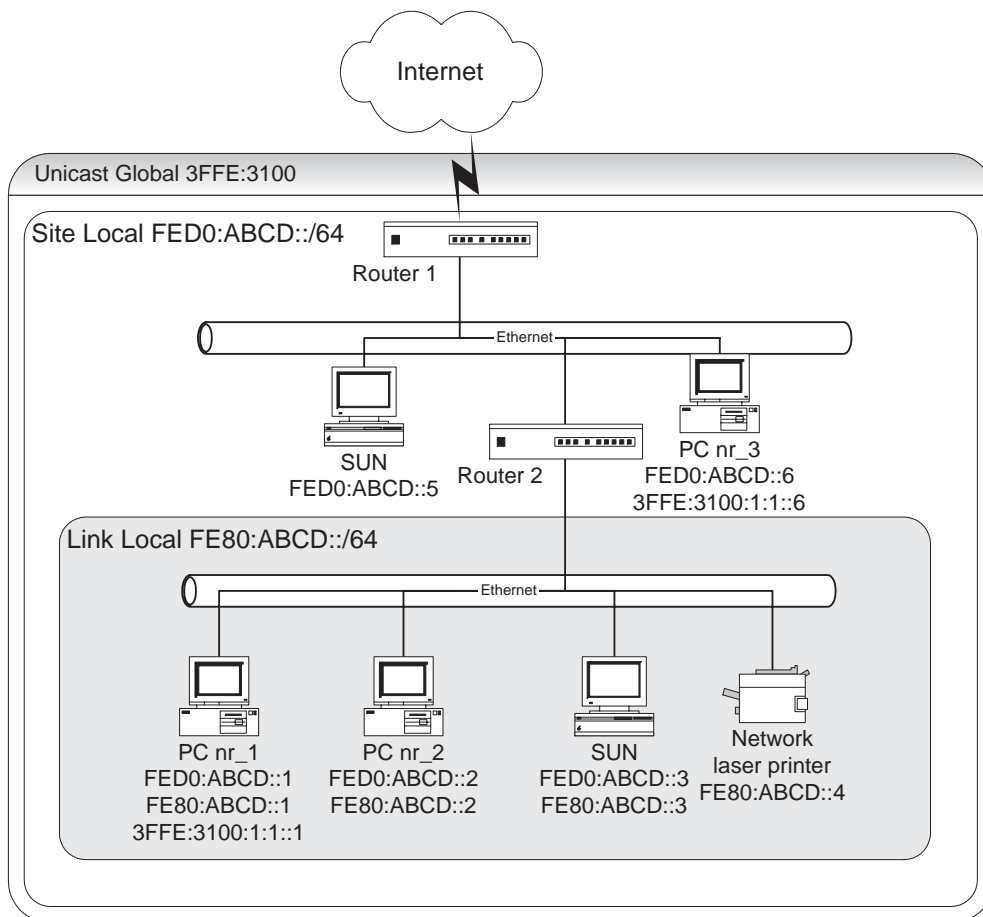 Internet
Unicast Global 3FFE:3100
Site Local FED0:ABCD::/64
Router 1
Ethernet
SUN
FED0:ABCD::5
Router 2
PC nr_3
FED0:ABCD::6
3FFE:3100:1:1::6
Link Local FE80:ABCD::/64
Ethernet
PC nr_1
FED0:ABCD::1
FE80:ABCD::1
3FFE:3100:1:1::1
PC nr_2
FED0:ABCD::2
FE80:ABCD::2
SUN
FED0:ABCD::3
FE80:ABCD::3
Network
laser printer
FE80:ABCD::4